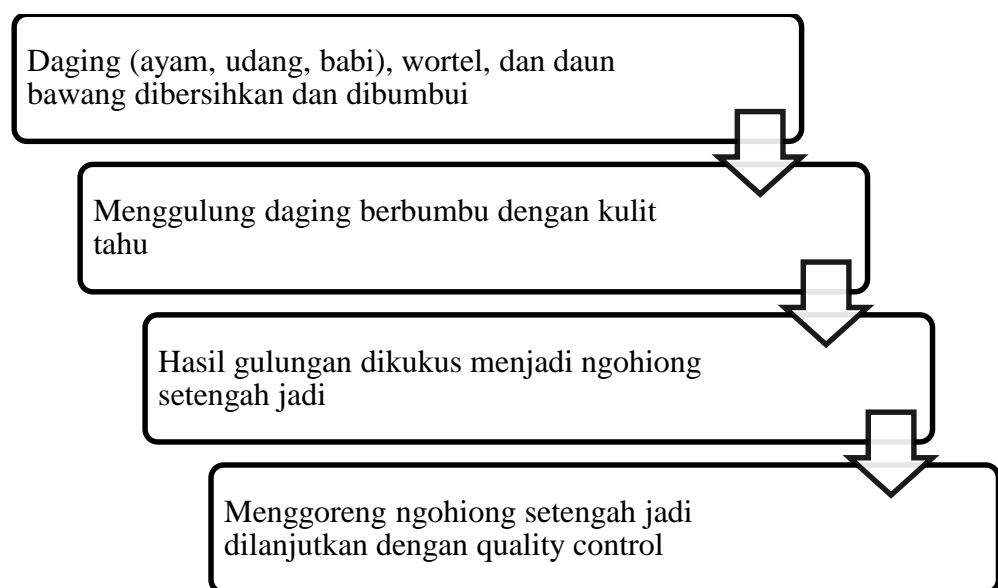 Daging (ayam, udang, babi), wortel, dan daun
bawang dibersihkan dan dibumbui
Menggulung daging berbumbu dengan kulit
tahu
Hasil gulungan dikukus menjadi ngohiong
setengah jadi
Menggoreng ngohiong setengah jadi
dilanjutkan dengan quality control